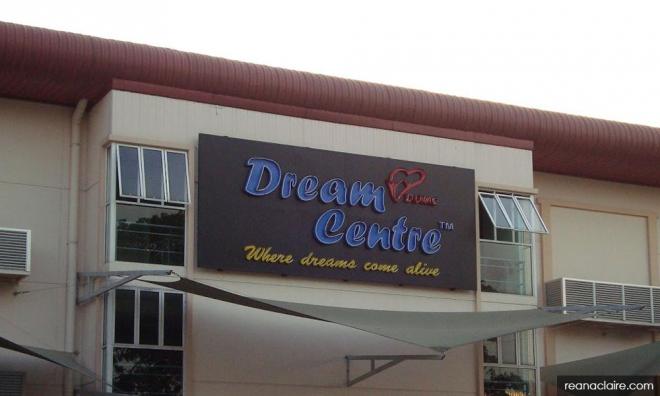 Dream
Centre™
Where dreams come alive
reanaclaire.com